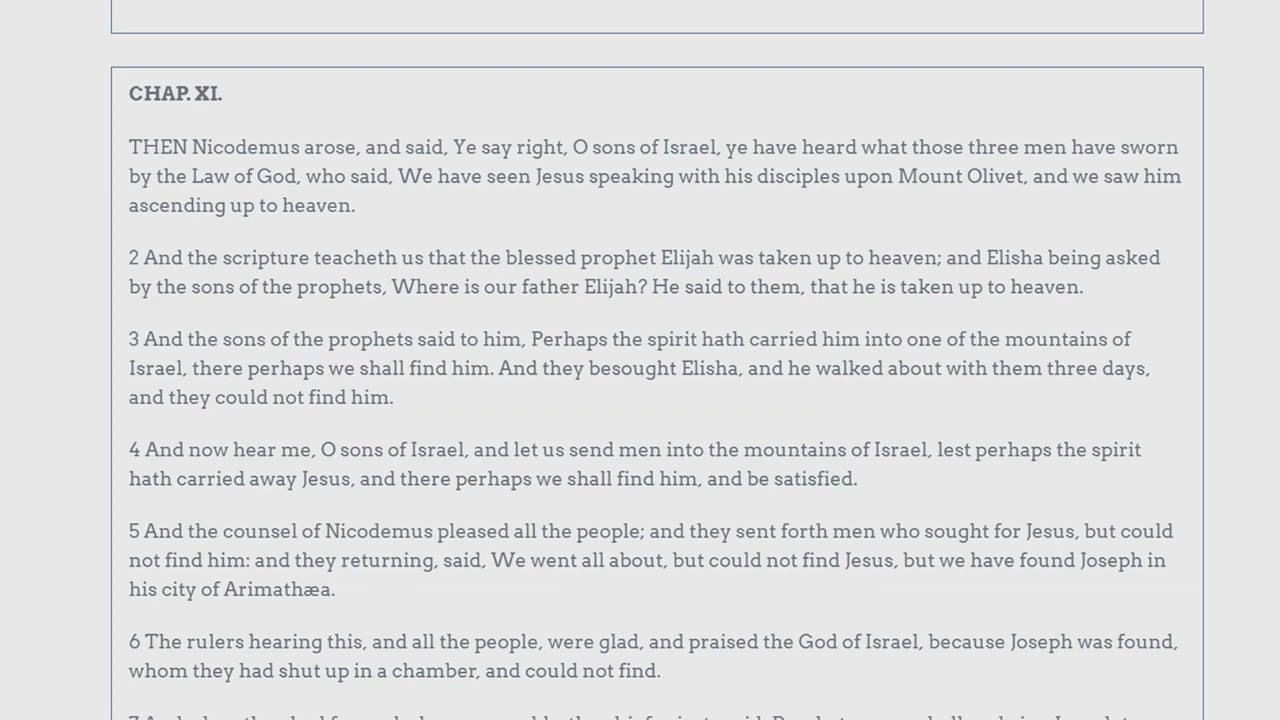 CHAP. XI.
THEN Nicodemus arose, and said, Ye say right, O sons of Israel, ye have heard what those three men have sworn
by the Law of God, who said, We have seen Jesus speaking with his disciples upon Mount Olivet, and we saw him
ascending up to heaven.
2 And the scripture teacheth us that the blessed prophet Elijah was taken up to heaven; and Elisha being asked
by the sons of the prophets, Where is our father Elijah? He said to them, that he is taken up to heaven.
3 And the sons of the prophets said to him, Perhaps the spirit hath carried him into one of the mountains of
Israel, there perhaps we shall find him. And they besought Elisha, and he walked about with them three days,
and they could not find him.
4 And now hear me, O sons of Israel, and let us send men into the mountains of Israel, lest perhaps the spirit
hath carried away Jesus, and there perhaps we shall find him, and be satisfied.
5 And the counsel of Nicodemus pleased all the people; and they sent forth men who sought for Jesus, but could
not find him: and they returning, said, We went all about, but could not find Jesus, but we have found Joseph in
his city of Arimathæa.
6 The rulers hearing this, and all the people, were glad, and praised the God of Israel, because Joseph was found,
whom they had shut up in a chamber, and could not find.